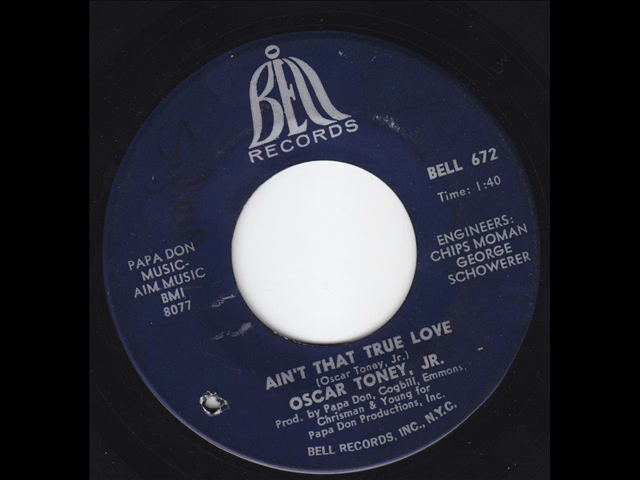 BELL
RECORDS
BELL 672
Time: 1:40
ENGINEERS:
CHIPS MOMAN
GEORGE
SCHOWERER
PAPA DON
MUSIC-
AIM MUSIC
BMI
8077
AIN'T THAT TRUE LOVE
(Oscar Toney, Jr.)
OSCAR TONEY, JR.
Prod. by Papa Don, Cogbill, Emmons,
Chrisman & Young for
Papa Don Productions, Inc.
BELL RECORDS, INC., N.Y.C.